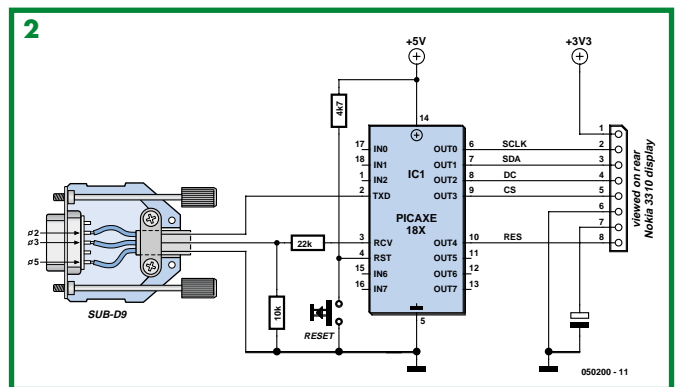 2
+5V
+3V3
4k7
14
17 IN0 OUT0 6 SCLK 1
18 IN1 OUT1 7 SDA 2
1 IN2 IC1 OUT2 8 DC 3
2 TXD OUT3 9 CS 4
PICAXE 5
18X 6
ø2 7
ø3 22k 3 RCV OUT4 10 RES 8
ø5 4 RST OUT5 11
15 IN6 OUT6 12
16 IN7 OUT7 13
viewed on rear
Nokia 3310 display
SUB-D9
10k
RESET
5
050200 - 11